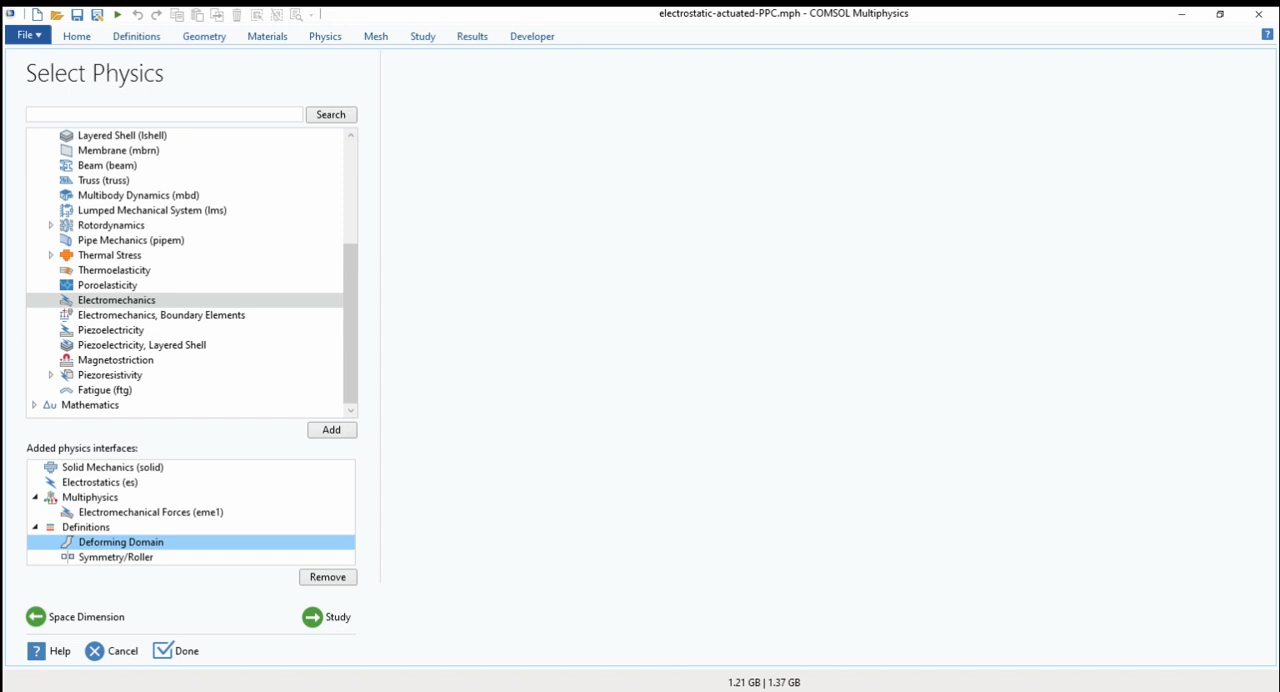 electrostatic-actuated-PPC.mph - COMSOL Multiphysics
File Home Definitions Geometry Materials Physics Mesh Study Results Developer ?
Select Physics
Search
Layered Shell (lshell)
Membrane (mbrn)
Beam (beam)
Truss (truss)
Multibody Dynamics (mbd)
Lumped Mechanical System (lms)
Rotordynamics
Pipe Mechanics (pipem)
Thermal Stress
Thermoelasticity
Poroelasticity
Electromechanics
Electromechanics, Boundary Elements
Piezoelectricity
Piezoelectricity, Layered Shell
Magnetostriction
Piezoresistivity
Fatigue (ftg)
Δu Mathematics
Add
Added physics interfaces:
Solid Mechanics (solid)
Electrostatics (es)
Multiphysics
Electromechanical Forces (eme1)
Definitions
Deforming Domain
Symmetry/Roller
Remove
Space Dimension Study
? Help Cancel Done
1.21 GB | 1.37 GB